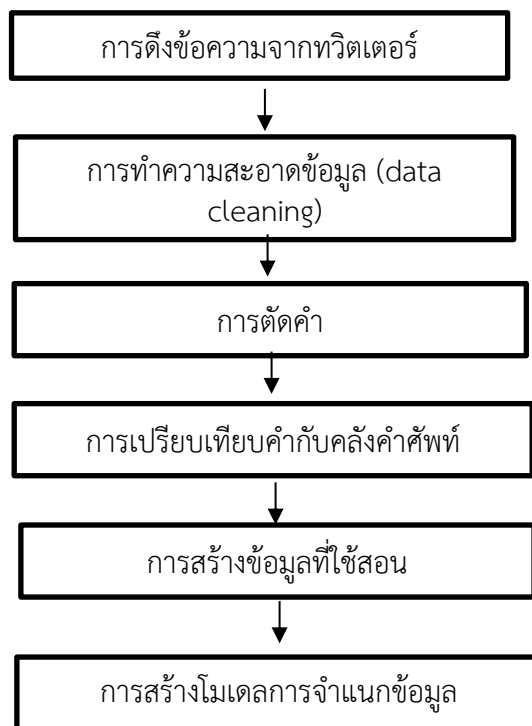 การดึงข้อความจากทวิตเตอร์
การทำความสะอาดข้อมูล (data
cleaning)
การตัดคำ
การเปรียบเทียบคำกับคลังคำศัพท์
การสร้างข้อมูลที่ใช้สอน
การสร้างโมเดลการจำแนกข้อมูล